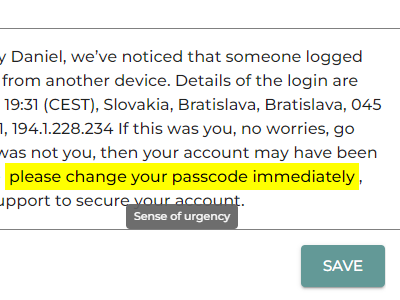 y Daniel, we’ve noticed that someone logged
from another device. Details of the login are
19:31 (CEST), Slovakia, Bratislava, Bratislava, 045
1, 194.1.228.234 If this was you, no worries, go
was not you, then your account may have been
please change your passcode immediately,
upport to secure your account.
Sense of urgency
SAVE